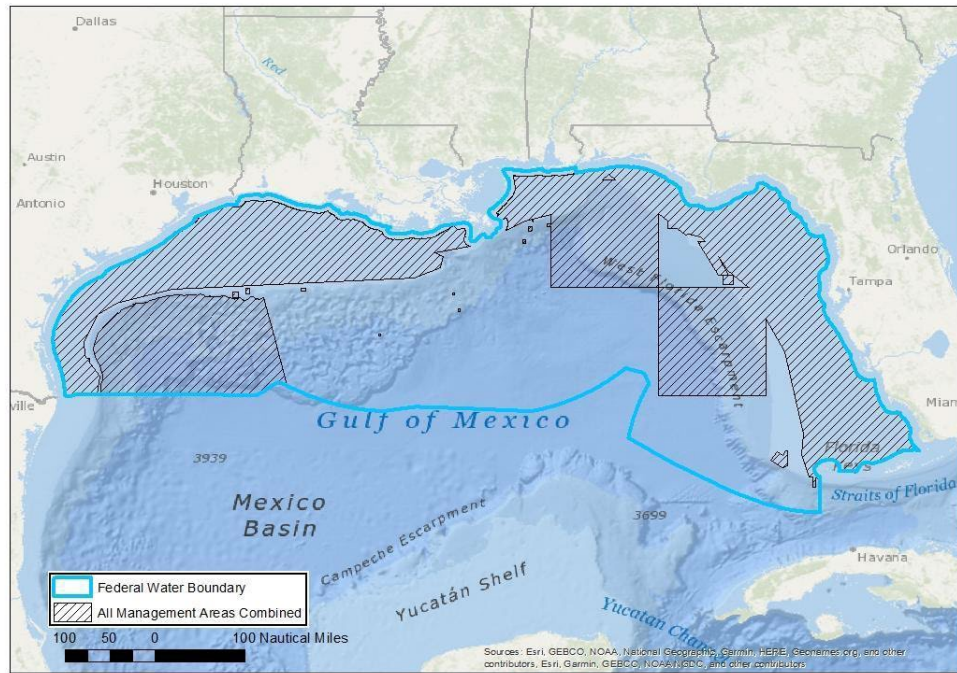 Dallas
Red
Austin
Houston
Antonio
Orlando
Tampa
West Florida Escarpment
ville
Miam
Gulf of Mexico
Florida
Keys
3939
Straits of Florida
Mexico
Basin
3699
Campeche Escarpment
Havana
Yucatán Shelf
Federal Water Boundary
All Management Areas Combined
Yucatan Chan
100 50 0 100 Nautical Miles
Sources: Esri, GEBCO, NOAA, National Geographic, Garmin, HERE, Geonames.org, and other
contributors, Esri, Garmin, GEBCO, NOAA NGDC, and other contributors